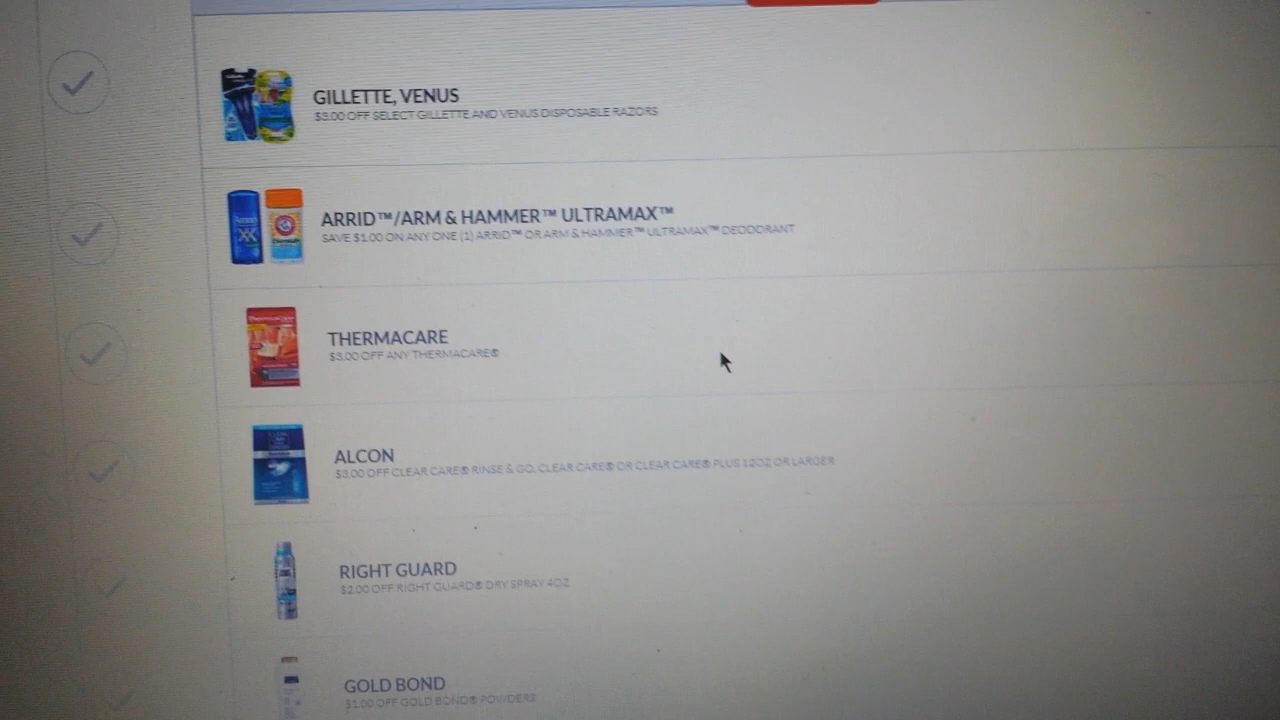 GILLETTE, VENUS
$3.00 OFF SELECT GILLETTE AND VENUS DISPOSABLE RAZORS
ARRID™/ARM & HAMMER™ ULTRAMAX™
SAVE $1.00 ON ANY ONE (1) ARRID™ OR ARM & HAMMER™ ULTRAMAX™ DEODORANT
THERMACARE
$3.00 OFF ANY THERMACARE®
ALCON
$3.00 OFF CLEAR CARE® RINSE & GO, CLEAR CARE® OR CLEAR CARE® PLUS 12OZ OR LARGER
RIGHT GUARD
$2.00 OFF RIGHT GUARD® DRY SPRAY 4OZ
GOLD BOND
$1.00 OFF GOLD BOND® POWDERS